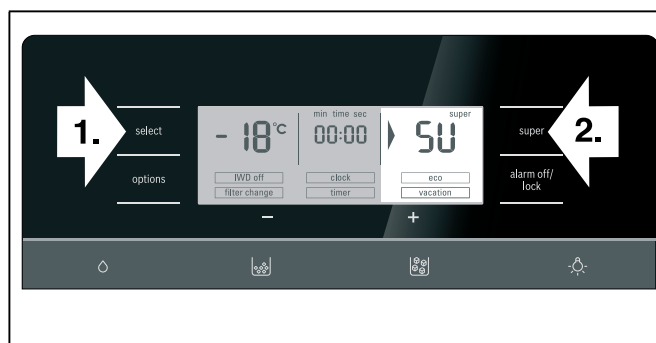 1.
select
options
- 18°C
IWD off
filter change
min time sec
00:00
clock
timer
super
SU
eco
vacation
super
2.
alarm off/
lock
–
+